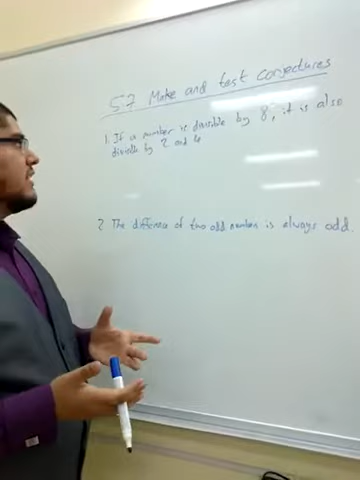 5.7 Make and test conjectures
1. If a number is divisible by 8, it is also
divisible by 2 and 4
2 The difference of two odd numbers is always odd.